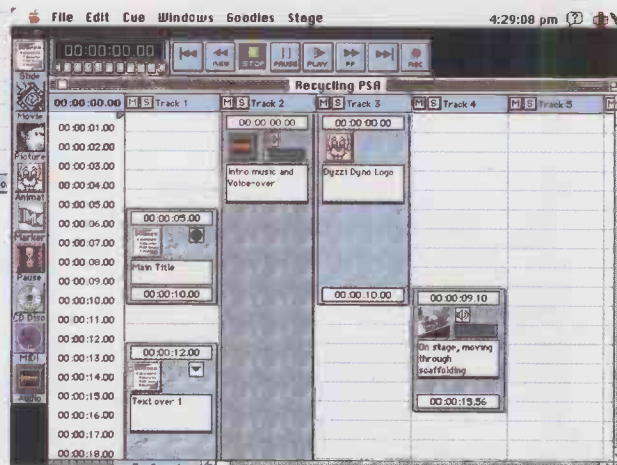 File Edit Cue Windows Goodies Stage 4:29:08 pm
00:00:00.00
REW STOP PAUSE PLAY FF REC
Slide
Movie
Picture
Animat
Marker
Pause
CD Disc
MIDI
Audio
Recycling PSA
00:00:00.00 M S Track 1 M S Track 2 M S Track 3 M S Track 4 M S Track 5 M
00:00:01.00
00:00:02.00
00:00:03.00
00:00:04.00
00:00:05.00
00:00:06.00
00:00:07.00
00:00:08.00
00:00:09.00
00:00:10.00
00:00:11.00
00:00:12.00
00:00:13.00
00:00:14.00
00:00:15.00
00:00:16.00
00:00:17.00
00:00:18.00
00:00:05.00
Main Title
00:00:10.00
00:00:12.00
Text over 1
00:00:00.00
Intro music and
Voice-over
00:00:00.00
Dyzzi Dyno Logo
00:00:10.00
00:00:09.10
On stage, moving
through
scaffolding
00:00:15.56